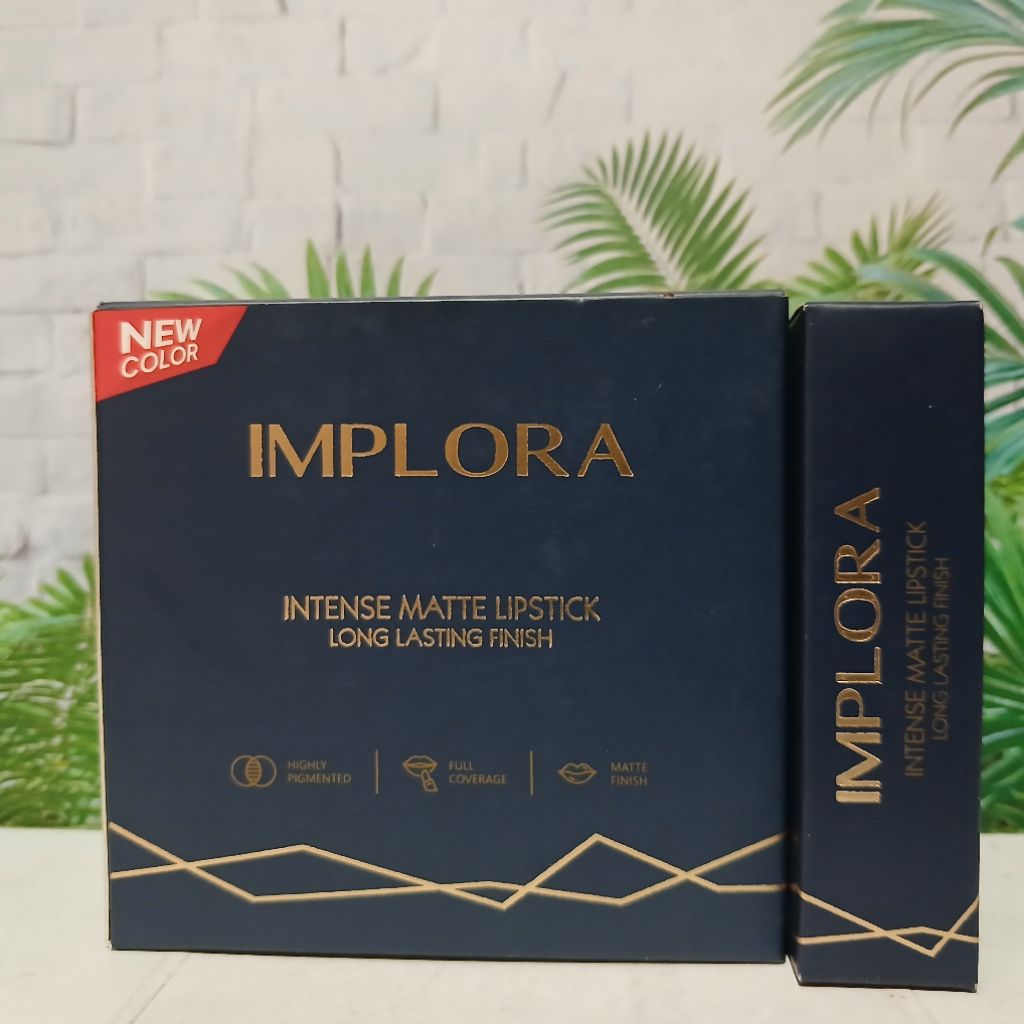 NEW
COLOR
IMPLORA
INTENSE MATTE LIPSTICK
LONG LASTING FINISH
HIGHLY
PIGMENTED
FULL
COVERAGE
MATTE
FINISH
IMPLORA
INTENSE MATTE LIPSTICK
LONG LASTING FINISH